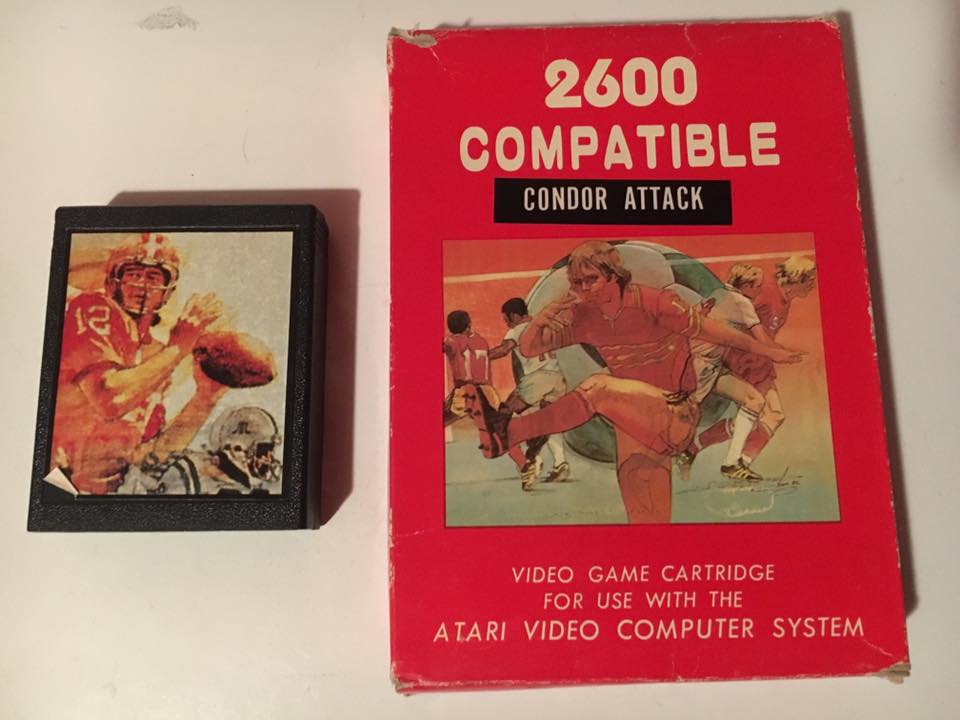 12
2600
COMPATIBLE
CONDOR ATTACK
17
VIDEO GAME CARTRIDGE
FOR USE WITH THE
ATARI VIDEO COMPUTER SYSTEM